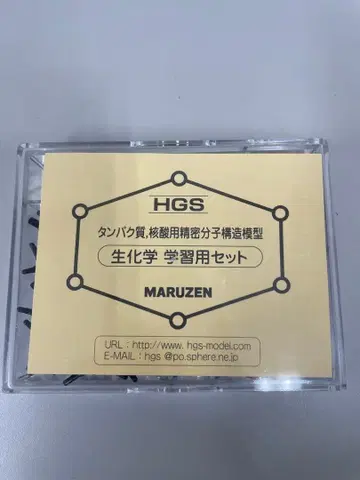 HGS
タンパク質,核酸用精密分子構造模型
生化学 学習用セット
MARUZEN
URL : http://www. hgs-model.com
E-MAIL : hgs @po.sphere.ne.jp